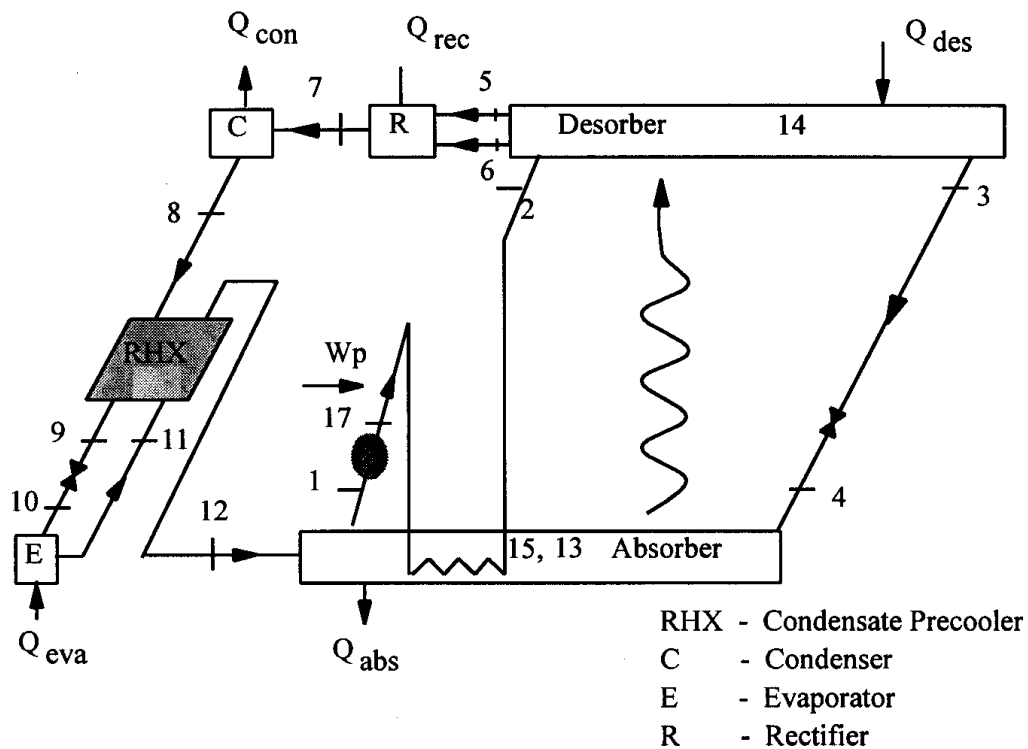 Q con
Q rec
Q des
7
5
C
R
Desorber
14
6
2
3
8
RHX
Wp
9
11
17
1
4
10
12
E
15, 13
Absorber
Q eva
Q abs
RHX - Condensate Precooler
C - Condenser
E - Evaporator
R - Rectifier